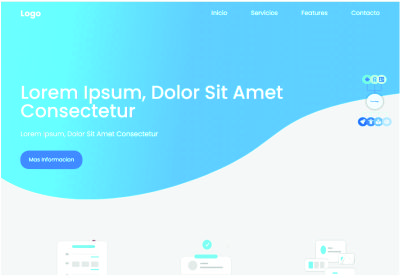 Logo
Inicio Servicios Features Contacto
Lorem Ipsum, Dolor Sit Amet
Consectetur
Lorem Ipsum, Dolor Sit Amet Consectetur
Mas Informacion